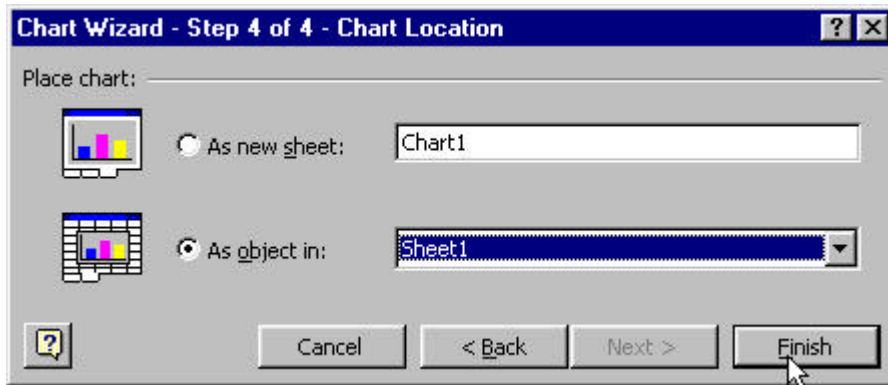 Chart Wizard - Step 4 of 4 - Chart Location ? X
Place chart:
As new sheet: Chart1
As object in: Sheet1
? Cancel < Back Next > Finish